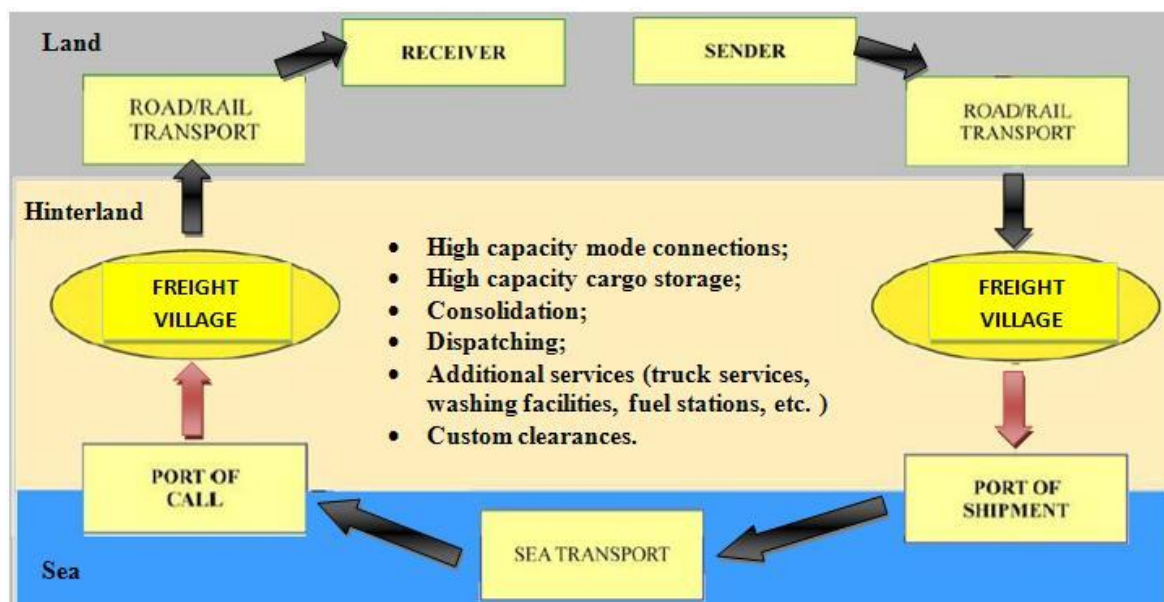 Land
RECEIVER
SENDER
ROAD/RAIL
TRANSPORT
ROAD/RAIL
TRANSPORT
Hinterland
FREIGHT
VILLAGE
• High capacity mode connections;
• High capacity cargo storage;
• Consolidation;
• Dispatching;
• Additional services (truck services,
washing facilities, fuel stations, etc. )
• Custom clearances.
FREIGHT
VILLAGE
PORT OF
CALL
PORT OF
SHIPMENT
SEA TRANSPORT
Sea